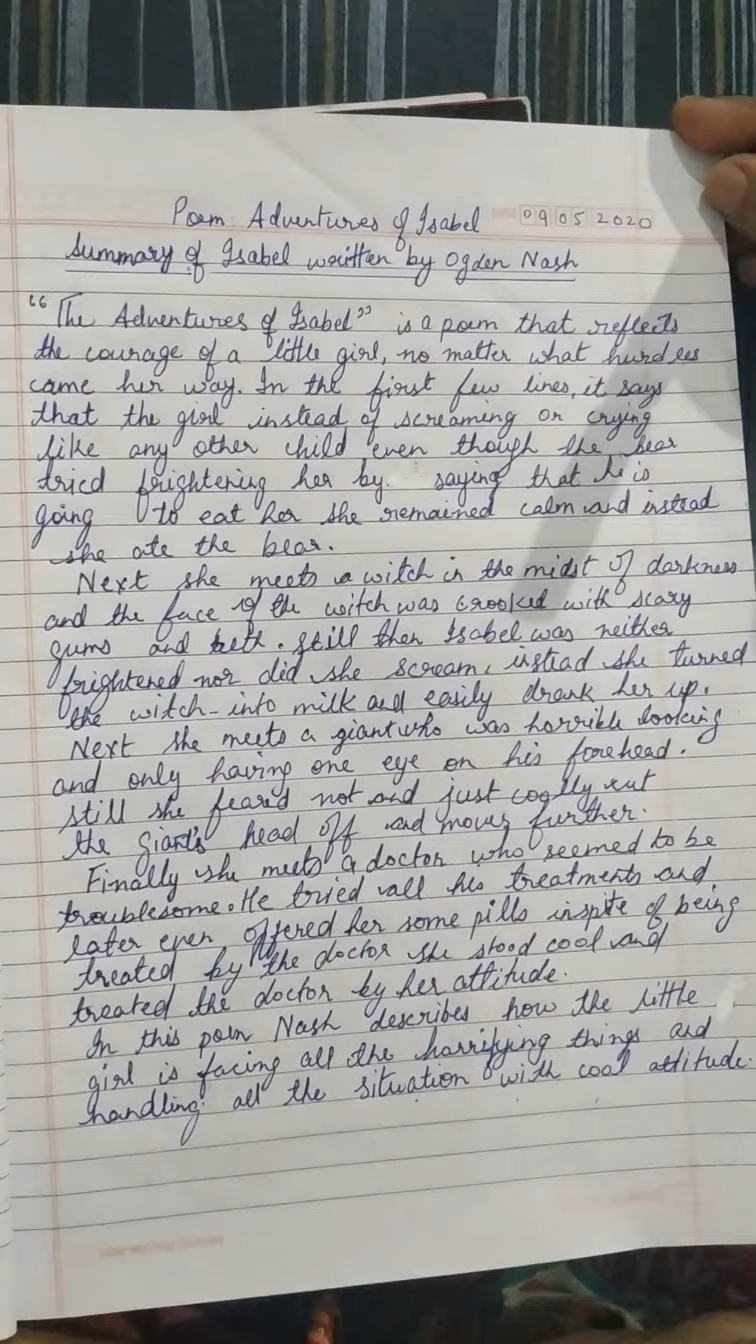 Poem Adventures of Isabel 09052020
Summary of Isabel written by Ogden Nash
"The Adventures of Isabel" is a poem that reflects
the courage of a little girl, no matter what hurdles
came her way. In the first few lines, it says
that the girl instead of screaming or crying
like any other child even though the bear
tried frightening her by. saying that he is
going to eat her she remained calm and instead
she ate the bear.
Next she meets a witch in the midst of darkness
and the face of the witch was crooked with scary
gums and teeth. Still then Isabel was neither
frightened nor did she scream, instead she turned
the witch into milk and easily drank her up.
Next she meets a giant who was horrible looking
and only having one eye on his forehead.
still she feared not and just coolly cut
the giant's head off and moves further.
Finally she meets a doctor who seemed to be
troublesome. He tried all his treatments and
later even offered her some pills inspite of being
treated by the doctor she stood cool and
treated the doctor by her attitude.
In this poem Nash describes how the little
girl is facing all the horrifying things and
handling all the situation with cool attitude.